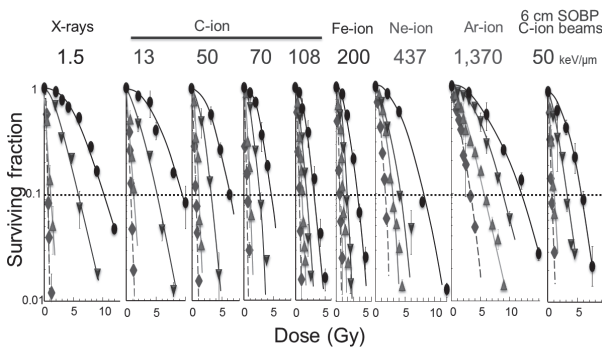 X-rays C-ion Fe-ion Ne-ion Ar-ion 6 cm SOBP
C-ion beams
1.5 13 50 70 108 200 437 1,370 50 keV/μm
Surviving fraction
1
0.1
0.01
0 5 10 0 5 0 5 0 5 0 5 0 5 0 5 10 0 5 10 0 5
Dose (Gy)